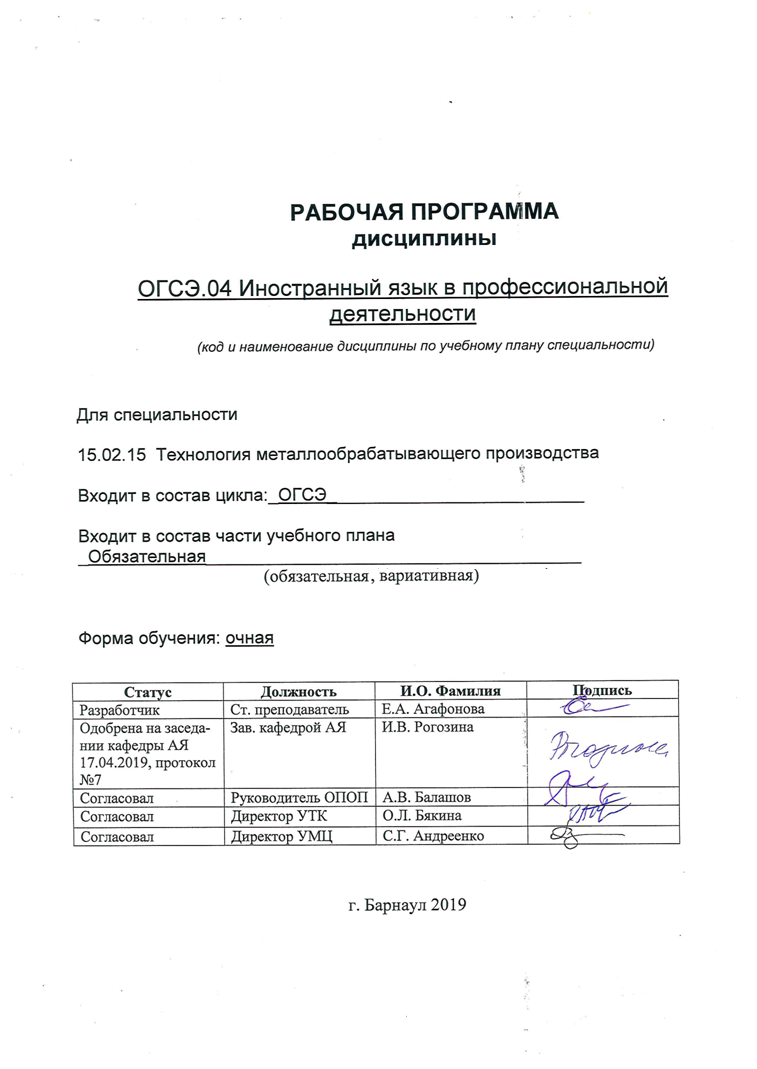 РАБОЧАЯ ПРОГРАММА
дисциплины
ОГСЭ.04 Иностранный язык в профессиональной
деятельности
(код и наименование дисциплины по учебному плану специальности)
Для специальности
15.02.15 Технология металлообрабатывающего производства
Входит в состав цикла: ОГСЭ
Входит в состав части учебного плана
Обязательная
(обязательная, вариативная)
Форма обучения: очная
Статус Должность И.О. Фамилия Подпись
Разработчик Ст. преподаватель Е.А. Агафонова
Одобрена на заседа- Зав. кафедрой АЯ И.В. Рогозина
нии кафедры АЯ
17.04.2019, протокол
№7
Согласовал Руководитель ОПОП А.В. Балашов
Согласовал Директор УТК О.Л. Бякина
Согласовал Директор УМЦ С.Г. Андреенко
г. Барнаул 2019